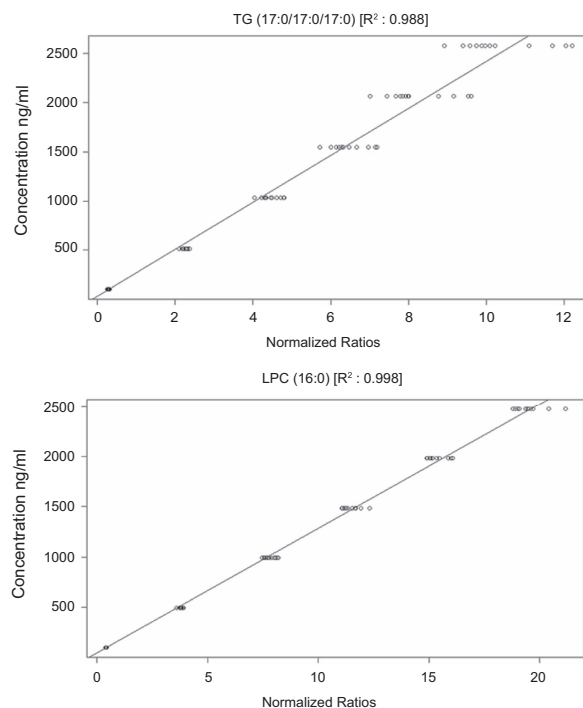 TG (17:0/17:0/17:0) [R² : 0.988]
2500
2000
1500
1000
500
Concentration ng/ml
0 2 4 6 8 10 12
Normalized Ratios
LPC (16:0) [R² : 0.998]
2500
2000
1500
1000
500
Concentration ng/ml
0 5 10 15 20
Normalized Ratios